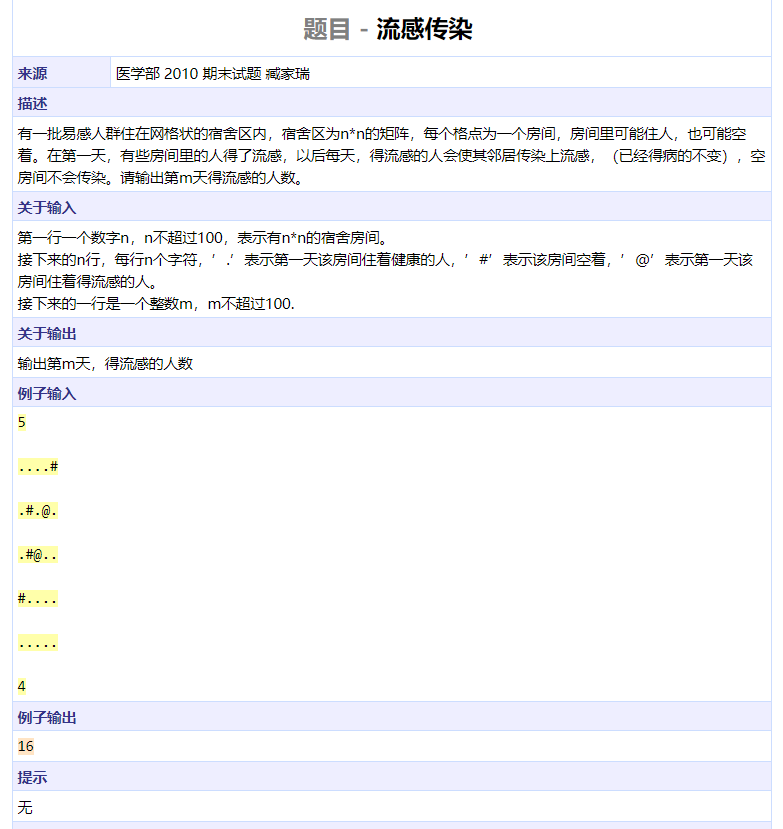 题目 - 流感传染
来源 医学部 2010 期末试题 臧家瑞
描述
有一批易感人群住在网格状的宿舍区内，宿舍区为n*n的矩阵，每个格点为一个房间，房间里可能住人，也可能空
着。在第一天，有些房间里的人得了流感，以后每天，得流感的人会使其邻居传染上流感，（已经得病的不变），空
房间不会传染。请输出第m天得流感的人数。
关于输入
第一行一个数字n，n不超过100，表示有n*n的宿舍房间。
接下来的n行，每行n个字符，’.’表示第一天该房间住着健康的人，’#’表示该房间空着，’@’表示第一天该
房间住着得流感的人。
接下来的一行是一个整数m，m不超过100.
关于输出
输出第m天，得流感的人数
例子输入
5
....#
.#.@.
.#@..
#....
.....
4
例子输出
16
提示
无